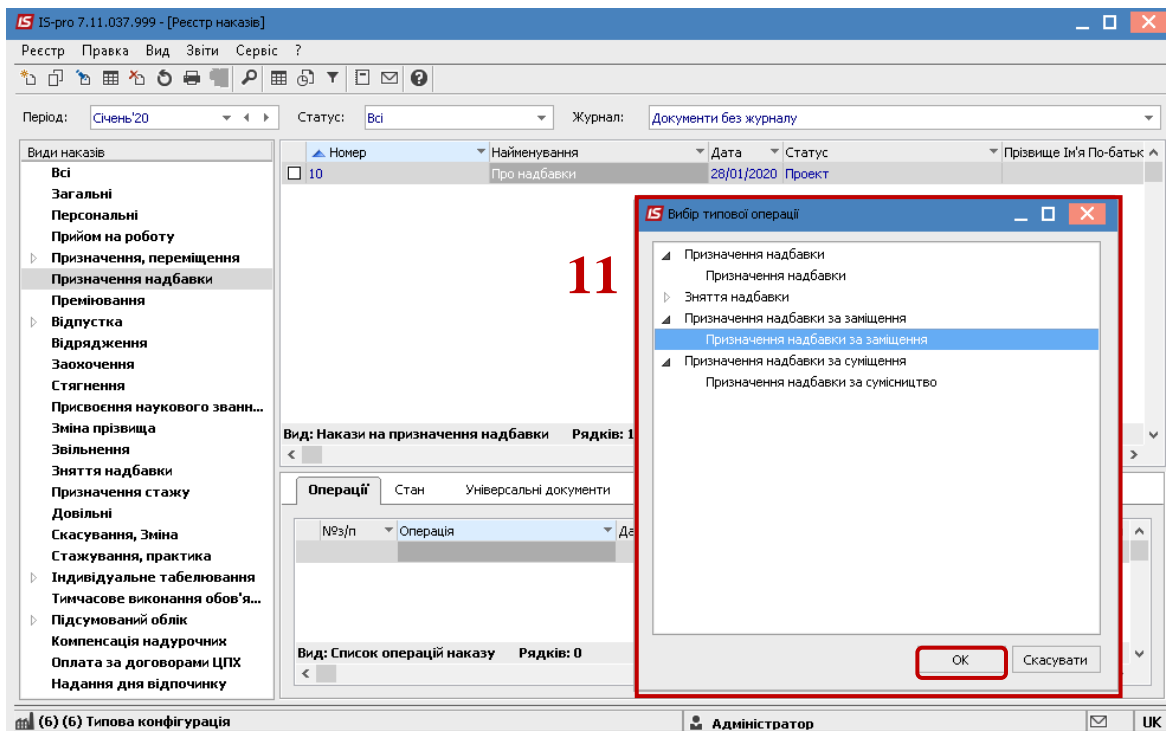 IS-pro 7.11.037.999 - [Реєстр наказів]
Реєстр Правка Вид Звіти Сервіс ?
Період: Січень'20 Статус: Всі Журнал: Документи без журналу
Види наказів
Всі
Загальні
Персональні
Прийом на роботу
Призначення, переміщення
Призначення надбавки
Преміювання
Відпустка
Відрядження
Заохочення
Стягнення
Присвоєння наукового званн...
Зміна прізвища
Звільнення
Зняття надбавки
Призначення стажу
Довільні
Скасування, Зміна
Стажування, практика
Індивідуальне табелювання
Тимчасове виконання обов'я...
Підсумований облік
Компенсація надурочних
Оплата за договорами ЦПХ
Надання дня відпочинку
Номер Найменування Дата Статус Прізвище Ім'я По-батьк
10 Про надбавки 28/01/2020 Проект
11
Вид: Накази на призначення надбавки Рядків: 1
Операції Стан Універсальні документи
№з/п Операція Да
Вид: Список операцій наказу Рядків: 0
Вибір типової операції
Призначення надбавки
Призначення надбавки
Зняття надбавки
Призначення надбавки за заміщення
Призначення надбавки за заміщення
Призначення надбавки за суміщення
Призначення надбавки за сумісництво
OK Скасувати
(6) (6) Типова конфігурація Адміністратор UK